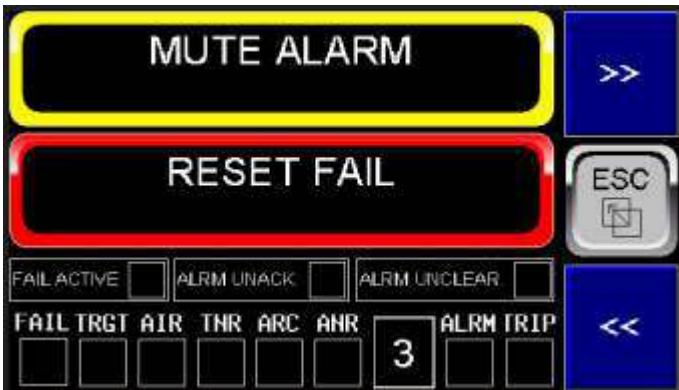 MUTE ALARM
>>
RESET FAIL
ESC
FAIL ACTIVE ALRM UNACK ALRM UNCLEAR
FAIL TRGT AIR TNR ARC ANR 3 ALRM TRIP
<<